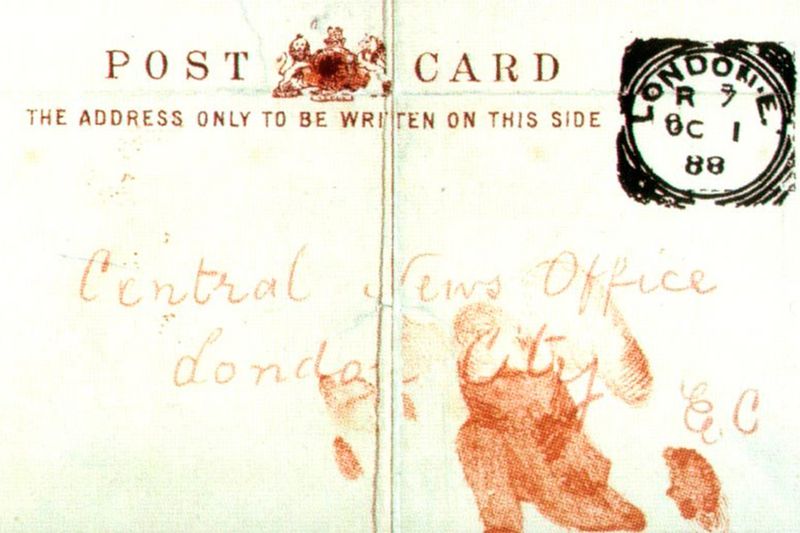 POST CARD
THE ADDRESS ONLY TO BE WRITTEN ON THIS SIDE
LONDON.E.
R 7
OC 1
88
Central News Office
London City
E.C